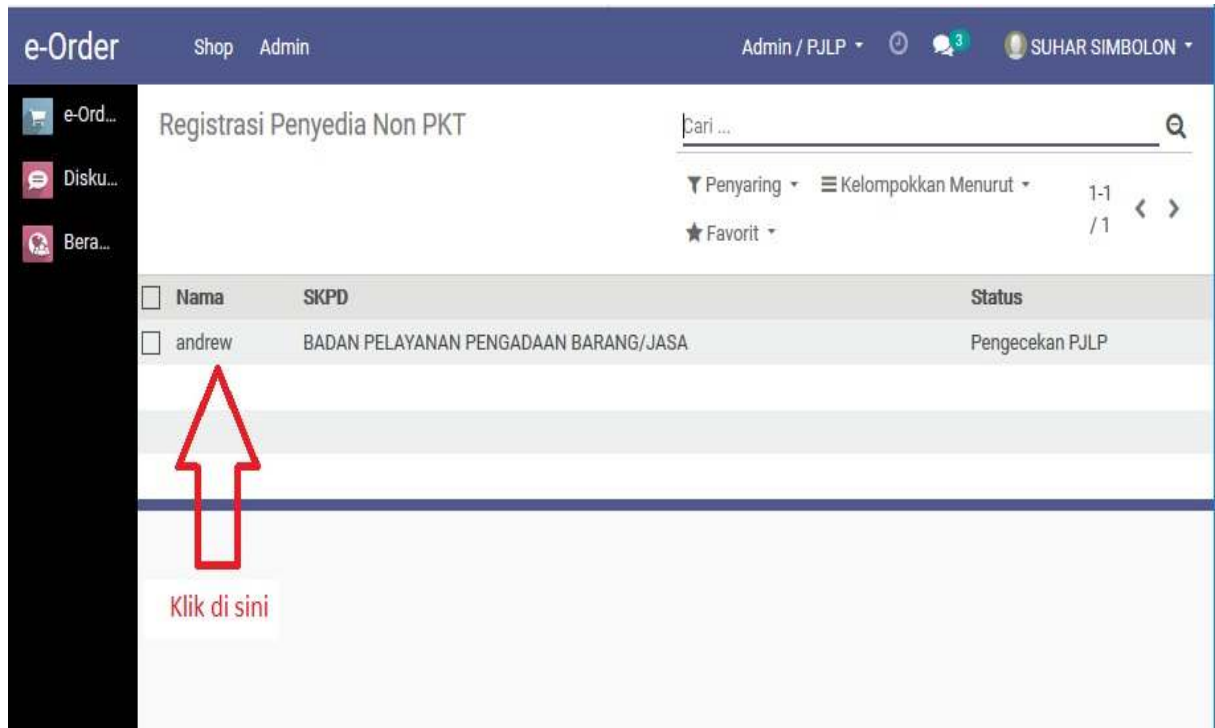 e-Order Shop Admin Admin / PJLP 3 SUHAR SIMBOLON
e-Ord...
Disku...
Bera...
Registrasi Penyedia Non PKT
Cari ...
Penyaring Kelompokkan Menurut
Favorit
1-1
/ 1
Nama SKPD Status
andrew BADAN PELAYANAN PENGADAAN BARANG/JASA Pengecekan PJLP
Klik di sini